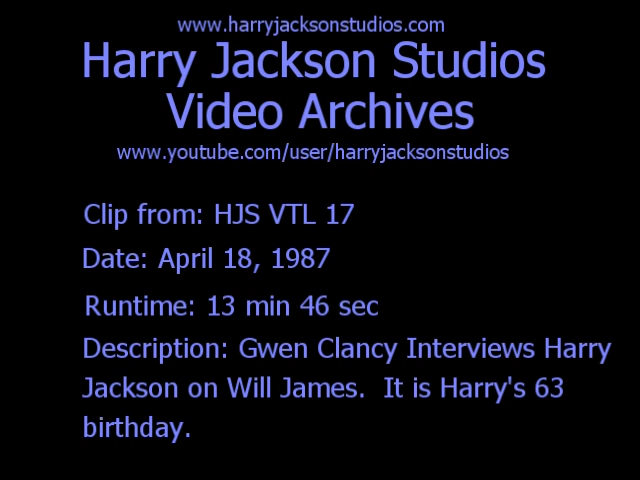 www.harryjacksonstudios.com
Harry Jackson Studios
Video Archives
www.youtube.com/user/harryjacksonstudios
Clip from: HJS VTL 17
Date: April 18, 1987
Runtime: 13 min 46 sec
Description: Gwen Clancy Interviews Harry
Jackson on Will James.  It is Harry's 63
birthday.